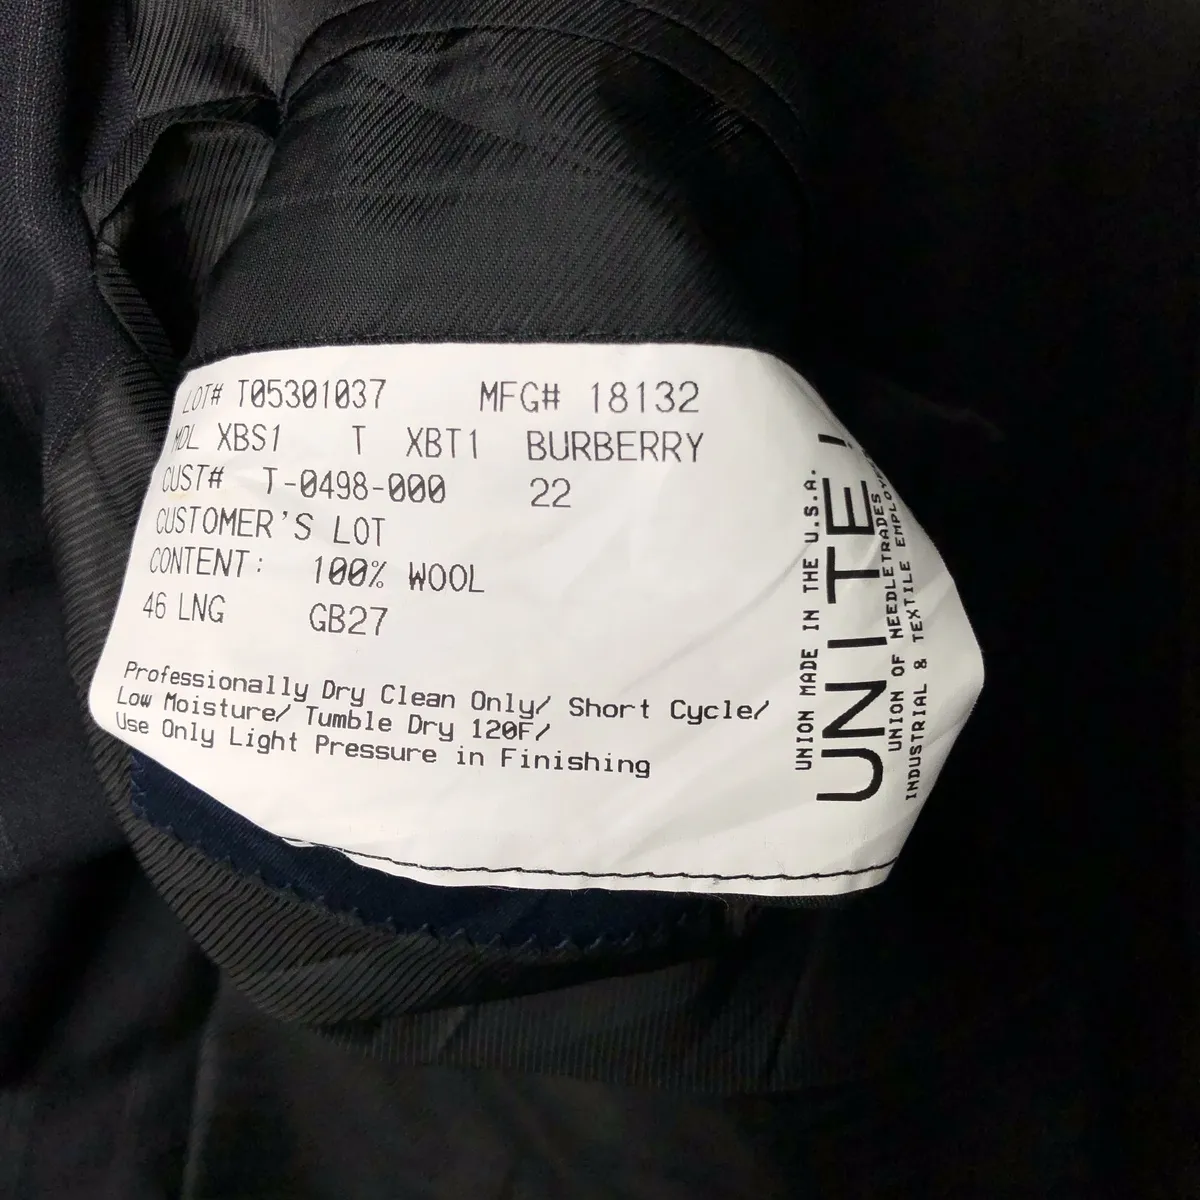 LOT# T05301037 MFG# 18132
MDL XBS1 T XBT1 BURBERRY
CUST# T-0498-000 22
CUSTOMER'S LOT
CONTENT: 100% WOOL
46 LNG GB27
Professionally Dry Clean Only/ Short Cycle/
Low Moisture/ Tumble Dry 120F/
Use Only Light Pressure in Finishing
UNION MADE IN THE U.S.A.
UNITE!
UNION OF NEEDLETRADES
INDUSTRIAL & TEXTILE